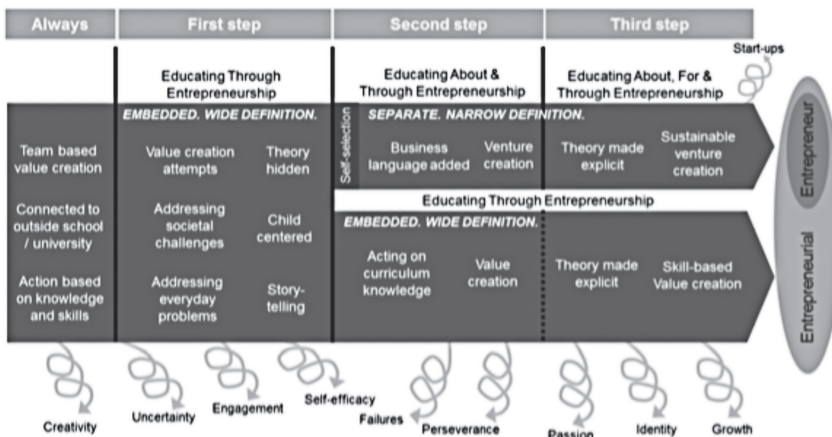 Always
First step
Second step
Third step
Start-ups
Educating Through
Entrepreneurship
Educating About &
Through Entrepreneurship
Educating About, For &
Through Entrepreneurship
EMBEDDED. WIDE DEFINITION.
Self-selection
SEPARATE. NARROW DEFINITION.
Team based
value creation
Value creation
attempts
Theory
hidden
Business
language added
Venture
creation
Theory made
explicit
Sustainable
venture
creation
Entrepreneur
Educating Through Entrepreneurship
Connected to
outside school
/ university
Addressing
societal
challenges
Child
centered
EMBEDDED. WIDE DEFINITION.
Action based
on knowledge
and skills
Addressing
everyday
problems
Story-
telling
Acting on
curriculum
knowledge
Value
creation
Theory made
explicit
Skill-based
Value creation
Entrepreneurial
Creativity
Uncertainty
Engagement
Self-efficacy
Failures
Perseverance
Passion
Identity
Growth